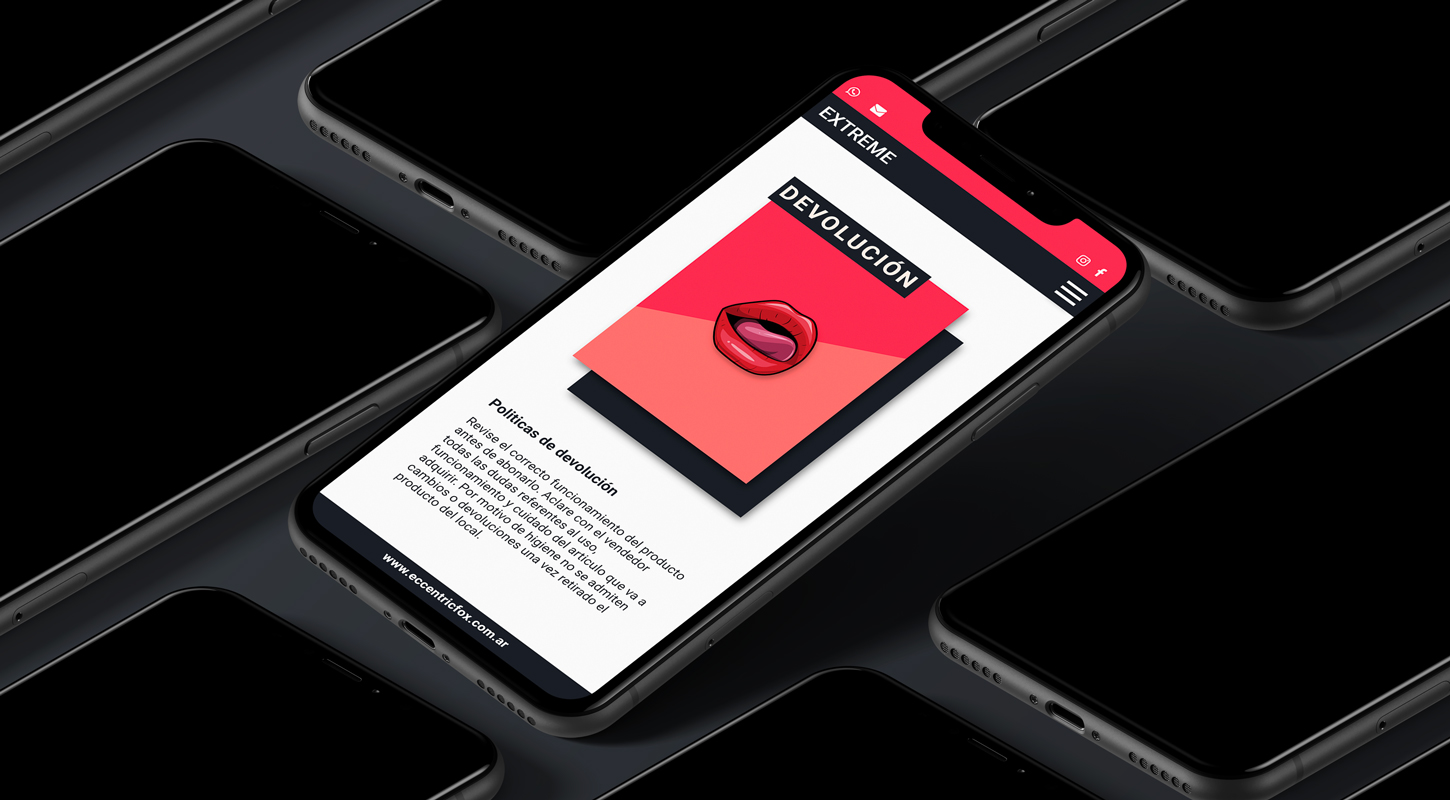 EXTREME
DEVOLUCIÓN
Politicas de devolución
Revise el correcto funcionamiento del producto
antes de abonarlo. Aclare con el vendedor
todas las dudas referentes al uso,
funcionamiento y cuidado del artículo que va a
adquirir. Por motivo de higiene no se admiten
cambios o devoluciones una vez retirado el
producto del local.
www.eccentricfox.com.ar